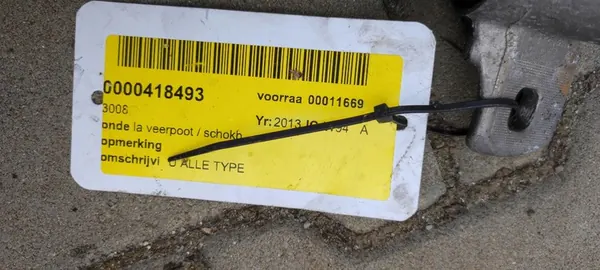 0000418493 voorraa 00011669
3008 Yr: 2013
onde la veerpoot / schokb A
opmerking
omschrijvi ALLE TYPE